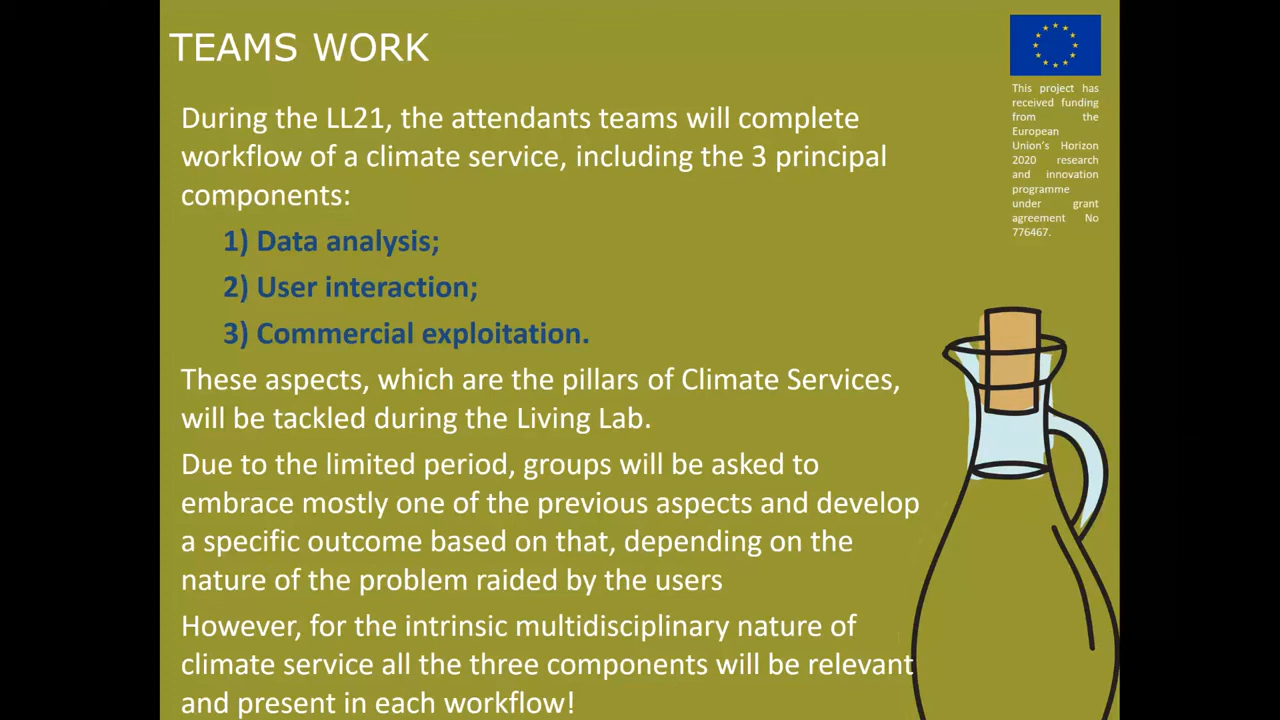 TEAMS WORK
During the LL21, the attendants teams will complete
workflow of a climate service, including the 3 principal
components:
1) Data analysis;
2) User interaction;
3) Commercial exploitation.
These aspects, which are the pillars of Climate Services,
will be tackled during the Living Lab.
Due to the limited period, groups will be asked to
embrace mostly one of the previous aspects and develop
a specific outcome based on that, depending on the
nature of the problem raided by the users
However, for the intrinsic multidisciplinary nature of
climate service all the three components will be relevant
and present in each workflow!
This project has
received funding
from the
European
Union's Horizon
2020 research
and innovation
programme
under grant
agreement No
776467.